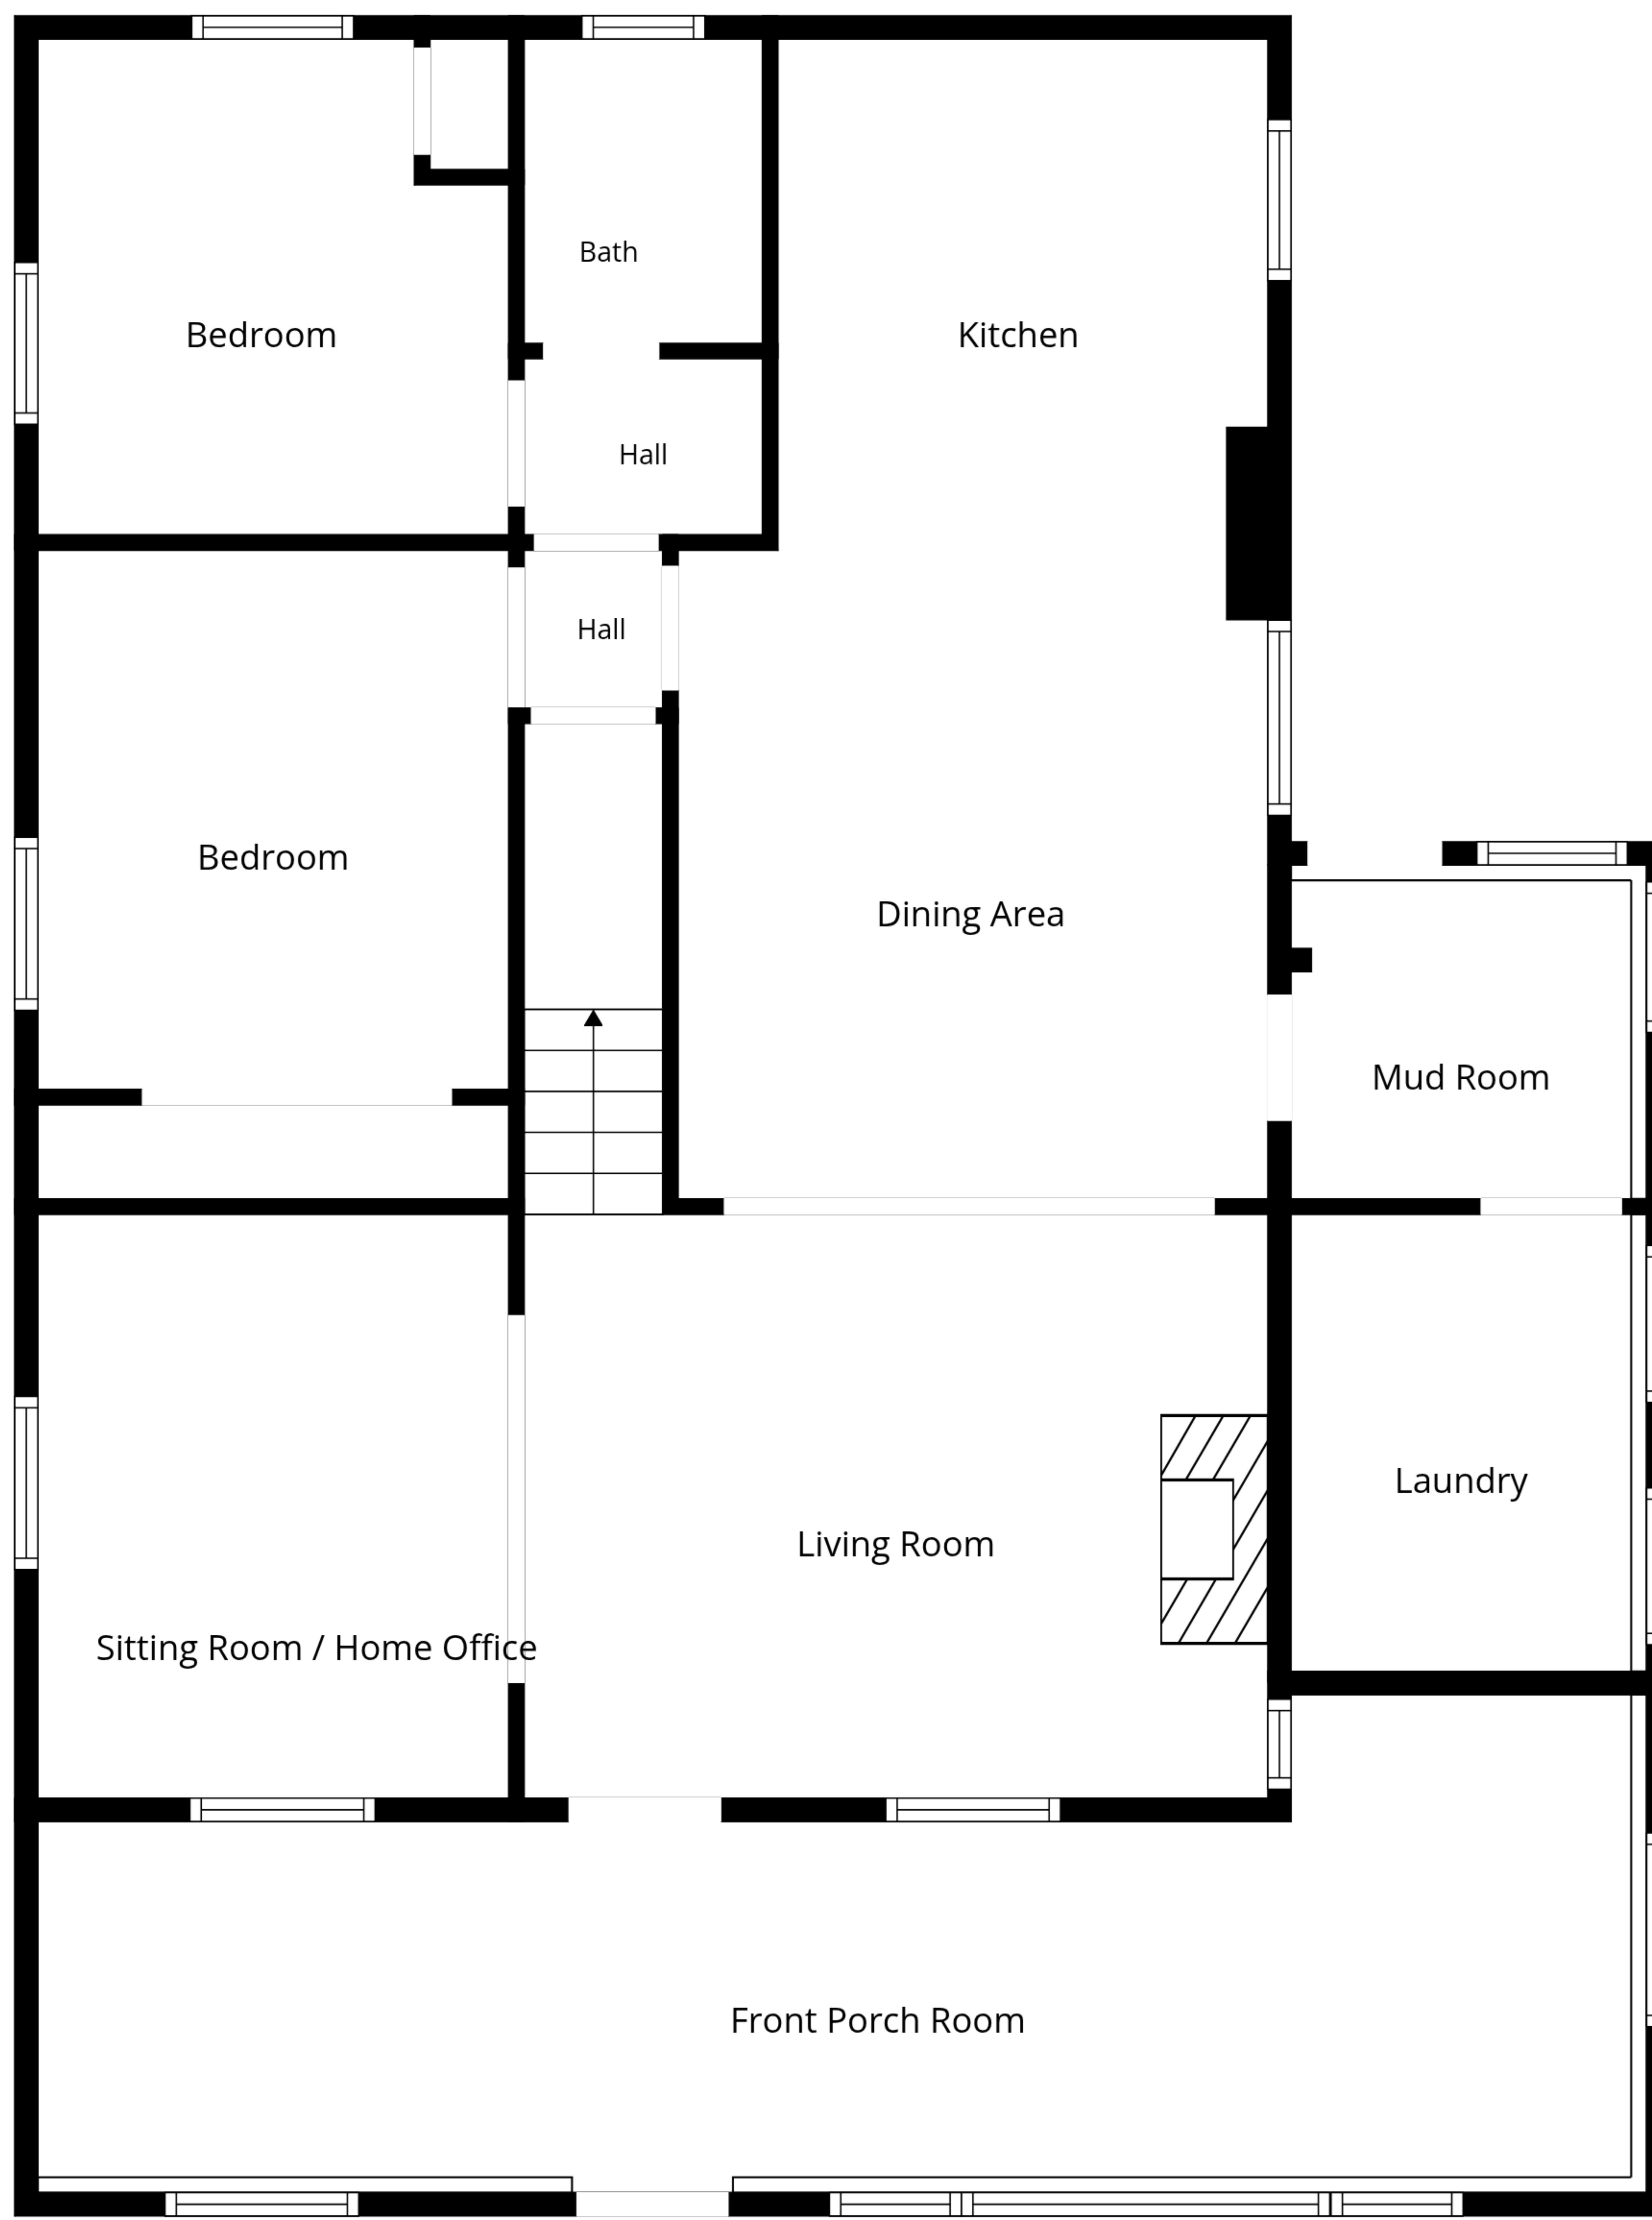 Bath
Bedroom
Kitchen
Hall
Hall
Bedroom
Dining Area
Mud Room
Laundry
Living Room
Sitting Room / Home Office
Front Porch Room